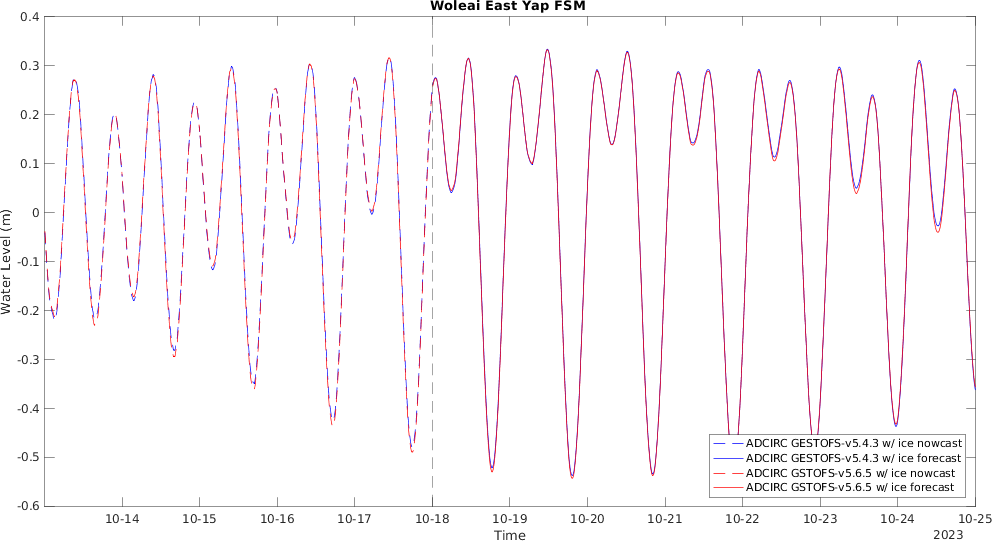 Woleai East Yap FSM
0.4
0.3
0.2
0.1
0
-0.1
-0.2
-0.3
-0.4
-0.5
-0.6
Water Level (m)
ADCIRC GESTOFS-v5.4.3 w/ ice nowcast
ADCIRC GESTOFS-v5.4.3 w/ ice forecast
ADCIRC GSTOFS-v5.6.5 w/ ice nowcast
ADCIRC GSTOFS-v5.6.5 w/ ice forecast
10-14 10-15 10-16 10-17 10-18 10-19 10-20 10-21 10-22 10-23 10-24 10-25
Time
2023